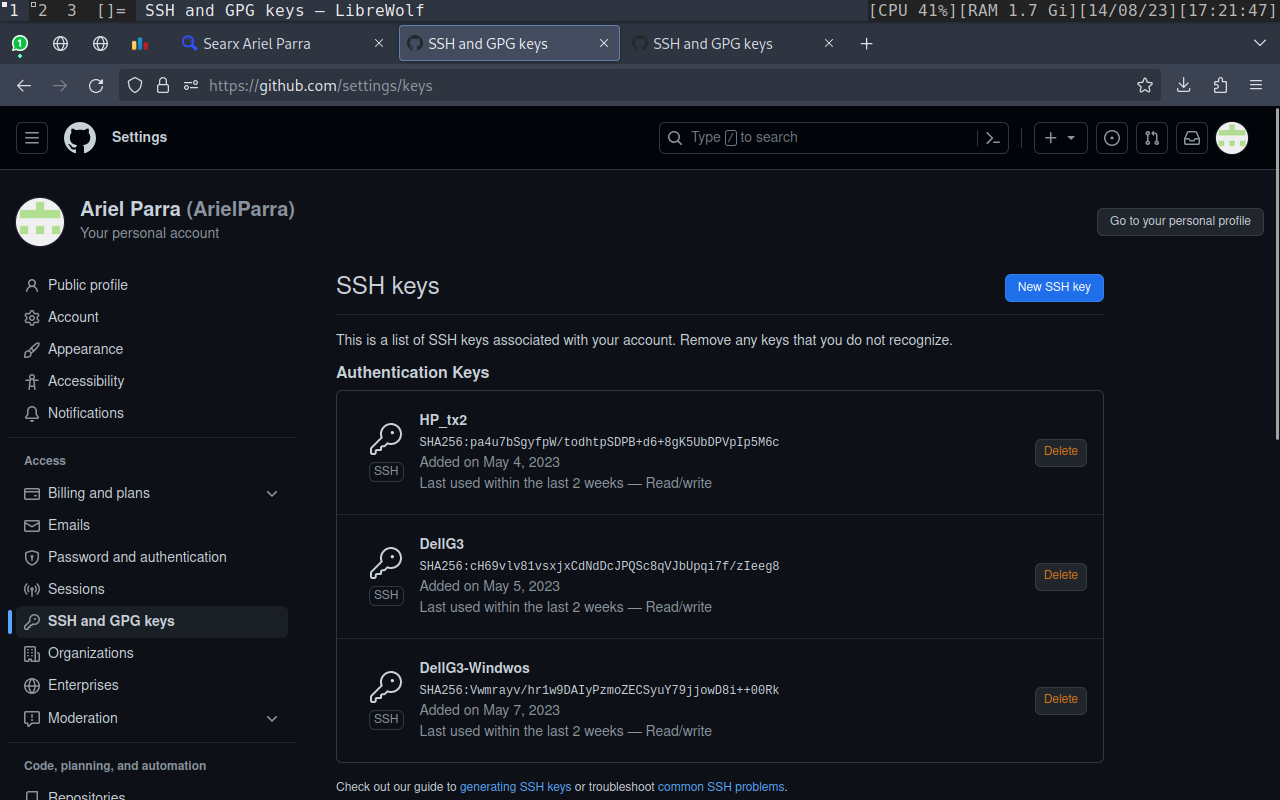 1 2 3 []= SSH and GPG keys — LibreWolf [CPU 41%][RAM 1.7 Gi][14/08/23][17:21:47]
1 Searx Ariel Parra SSH and GPG keys SSH and GPG keys
https://github.com/settings/keys
Settings Type / to search
Ariel Parra (ArielParra)
Your personal account
Go to your personal profile
Public profile
Account
Appearance
Accessibility
Notifications
Access
Billing and plans
Emails
Password and authentication
Sessions
SSH and GPG keys
Organizations
Enterprises
Moderation
Code, planning, and automation
Repositories
SSH keys
New SSH key
This is a list of SSH keys associated with your account. Remove any keys that you do not recognize.
Authentication Keys
HP_tx2
SHA256:pa4u7bSgyfpW/todhtpSDPB+d6+8gK5UbDPVpIp5M6c
Added on May 4, 2023
Last used within the last 2 weeks — Read/write
SSH
Delete
DellG3
SHA256:cH69vlv81vsxjxCdNdDcJPQSc8qVJbUpqi7f/zIeeg8
Added on May 5, 2023
Last used within the last 2 weeks — Read/write
SSH
Delete
DellG3-Windwos
SHA256:Vwmrayv/hr1w9DAIyPzmoZECSyuY79jjowD8i++00Rk
Added on May 7, 2023
Last used within the last 2 weeks — Read/write
SSH
Delete
Check out our guide to generating SSH keys or troubleshoot common SSH problems.